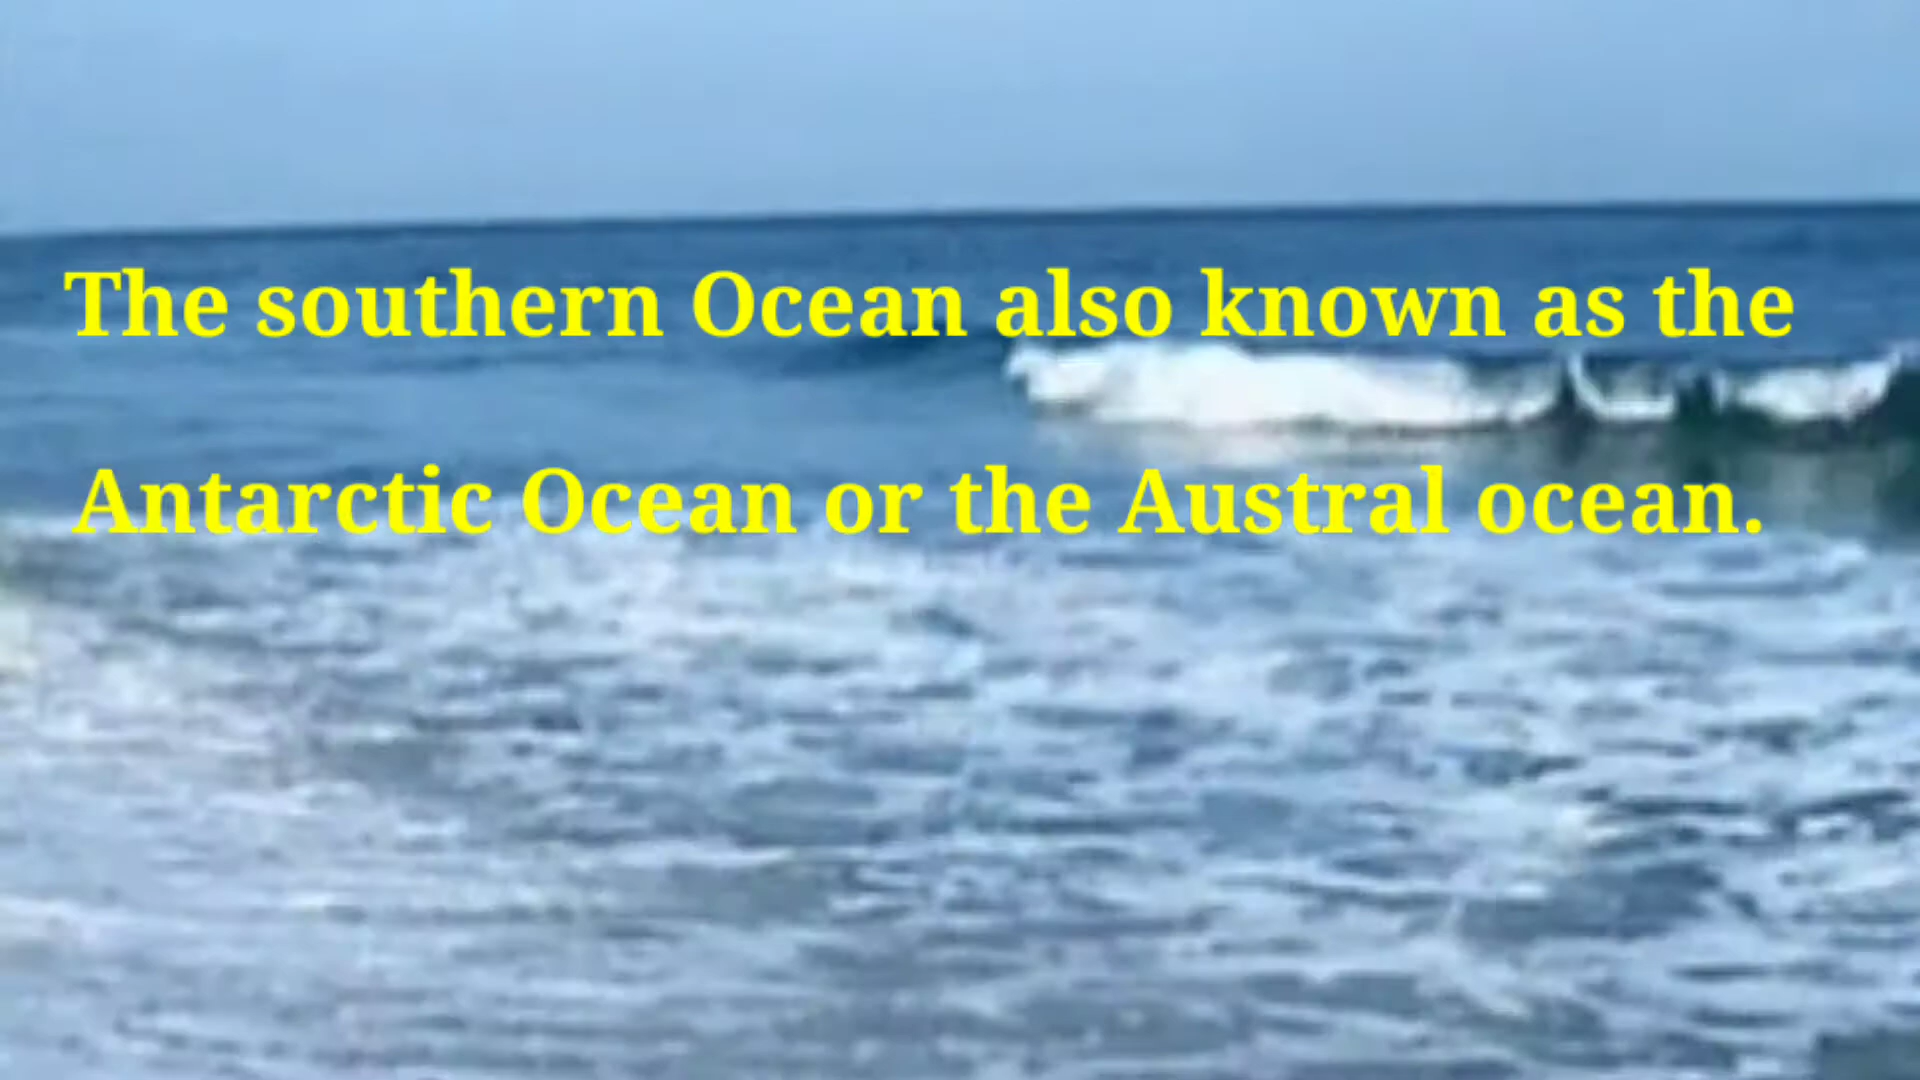 The southern Ocean also known as the
Antarctic Ocean or the Austral ocean.